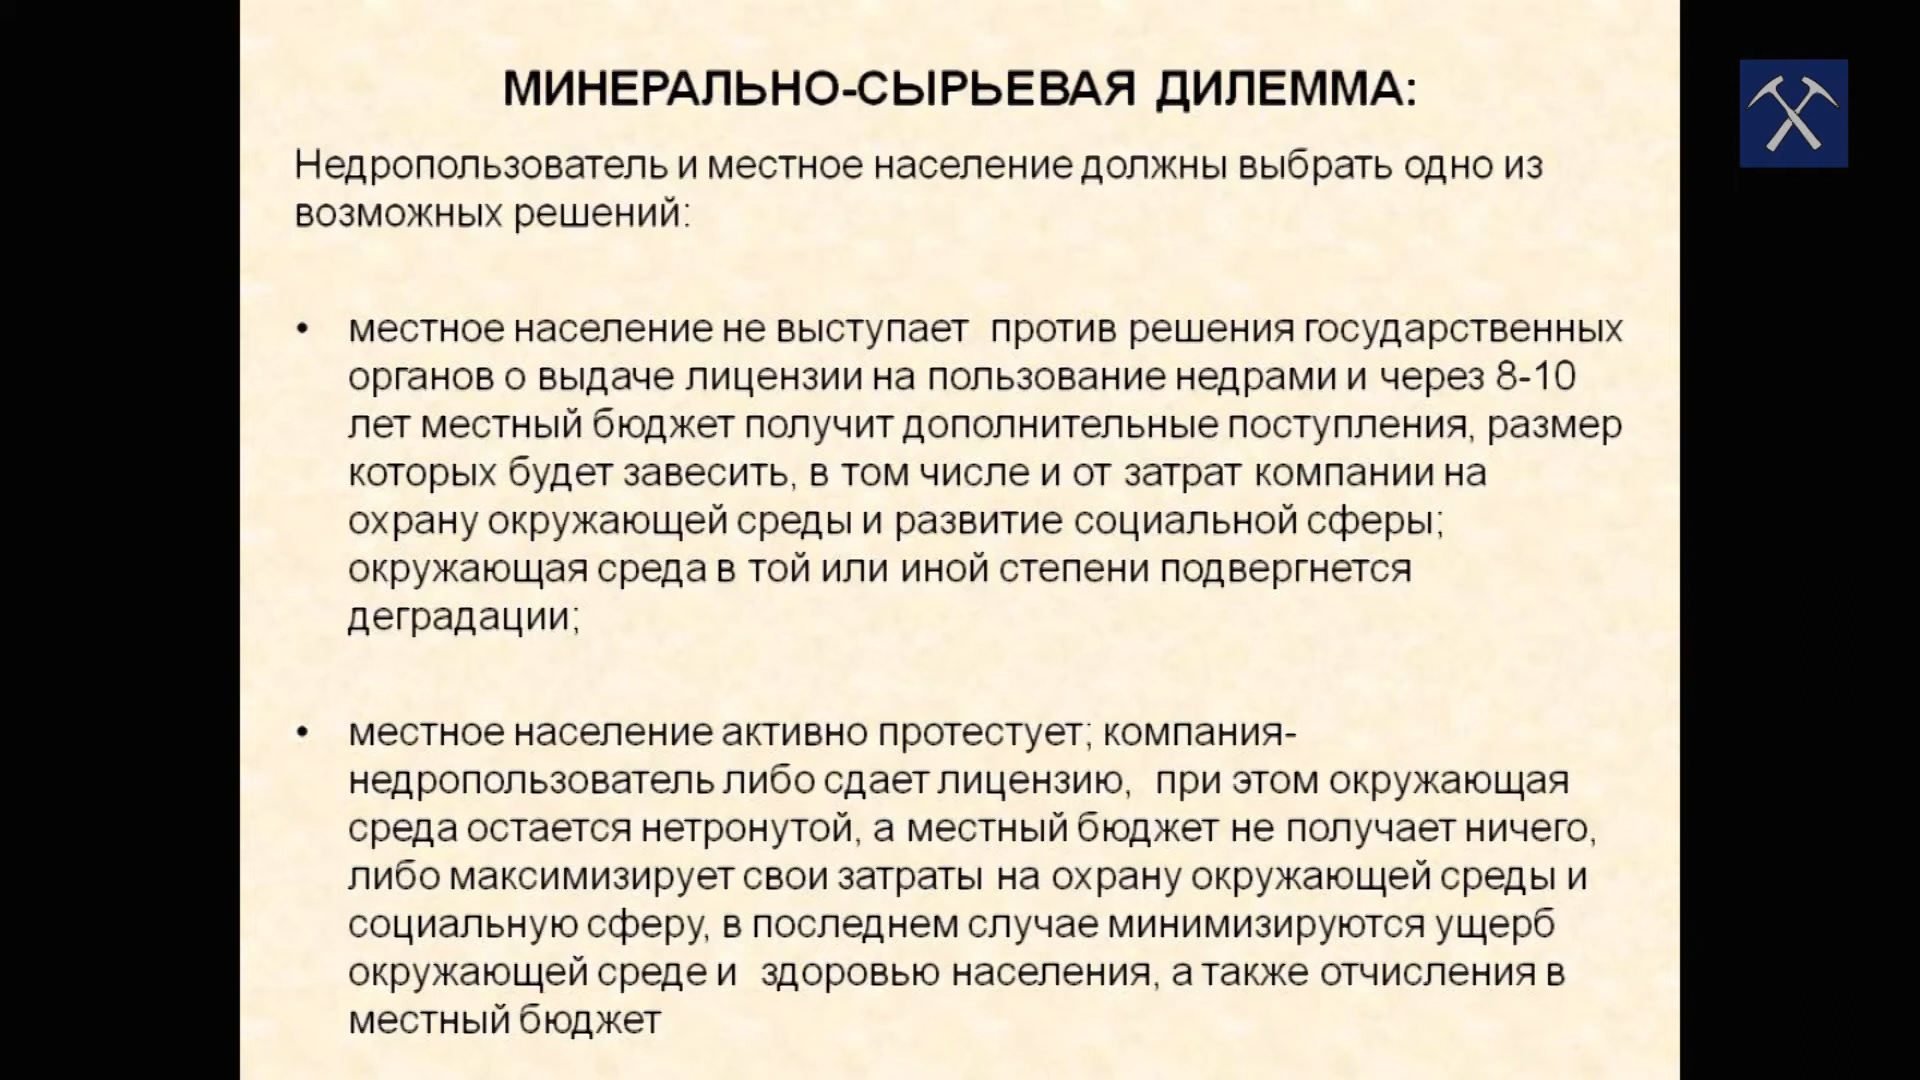 МИНЕРАЛЬНО-СЫРЬЕВАЯ ДИЛЕММА:
Недропользователь и местное население должны выбрать одно из
возможных решений:
• местное население не выступает против решения государственных
органов о выдаче лицензии на пользование недрами и через 8-10
лет местный бюджет получит дополнительные поступления, размер
которых будет завесить, в том числе и от затрат компании на
охрану окружающей среды и развитие социальной сферы;
окружающая среда в той или иной степени подвергнется
деградации;
• местное население активно протестует; компания-
недропользователь либо сдает лицензию, при этом окружающая
среда остается нетронутой, а местный бюджет не получает ничего,
либо максимизирует свои затраты на охрану окружающей среды и
социальную сферу, в последнем случае минимизируются ущерб
окружающей среде и здоровью населения, а также отчисления в
местный бюджет